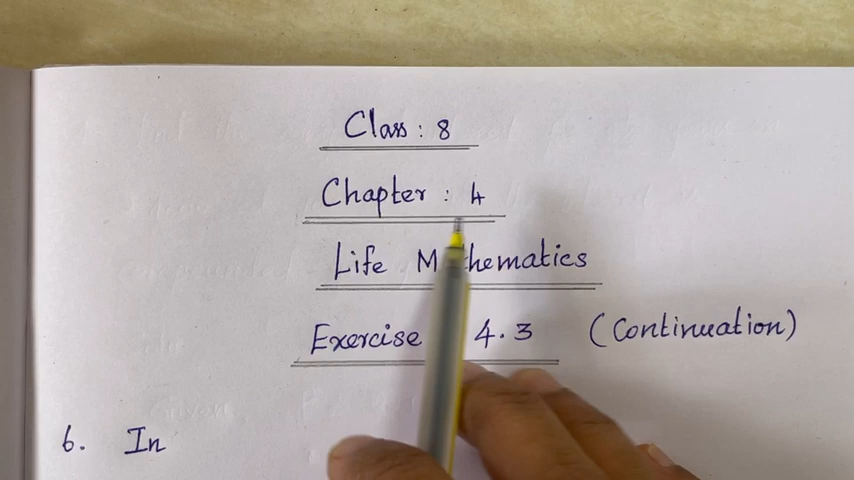 Class : 8
Chapter : 4
Life Mathematics
Exercise 4.3 (Continuation)
6. In